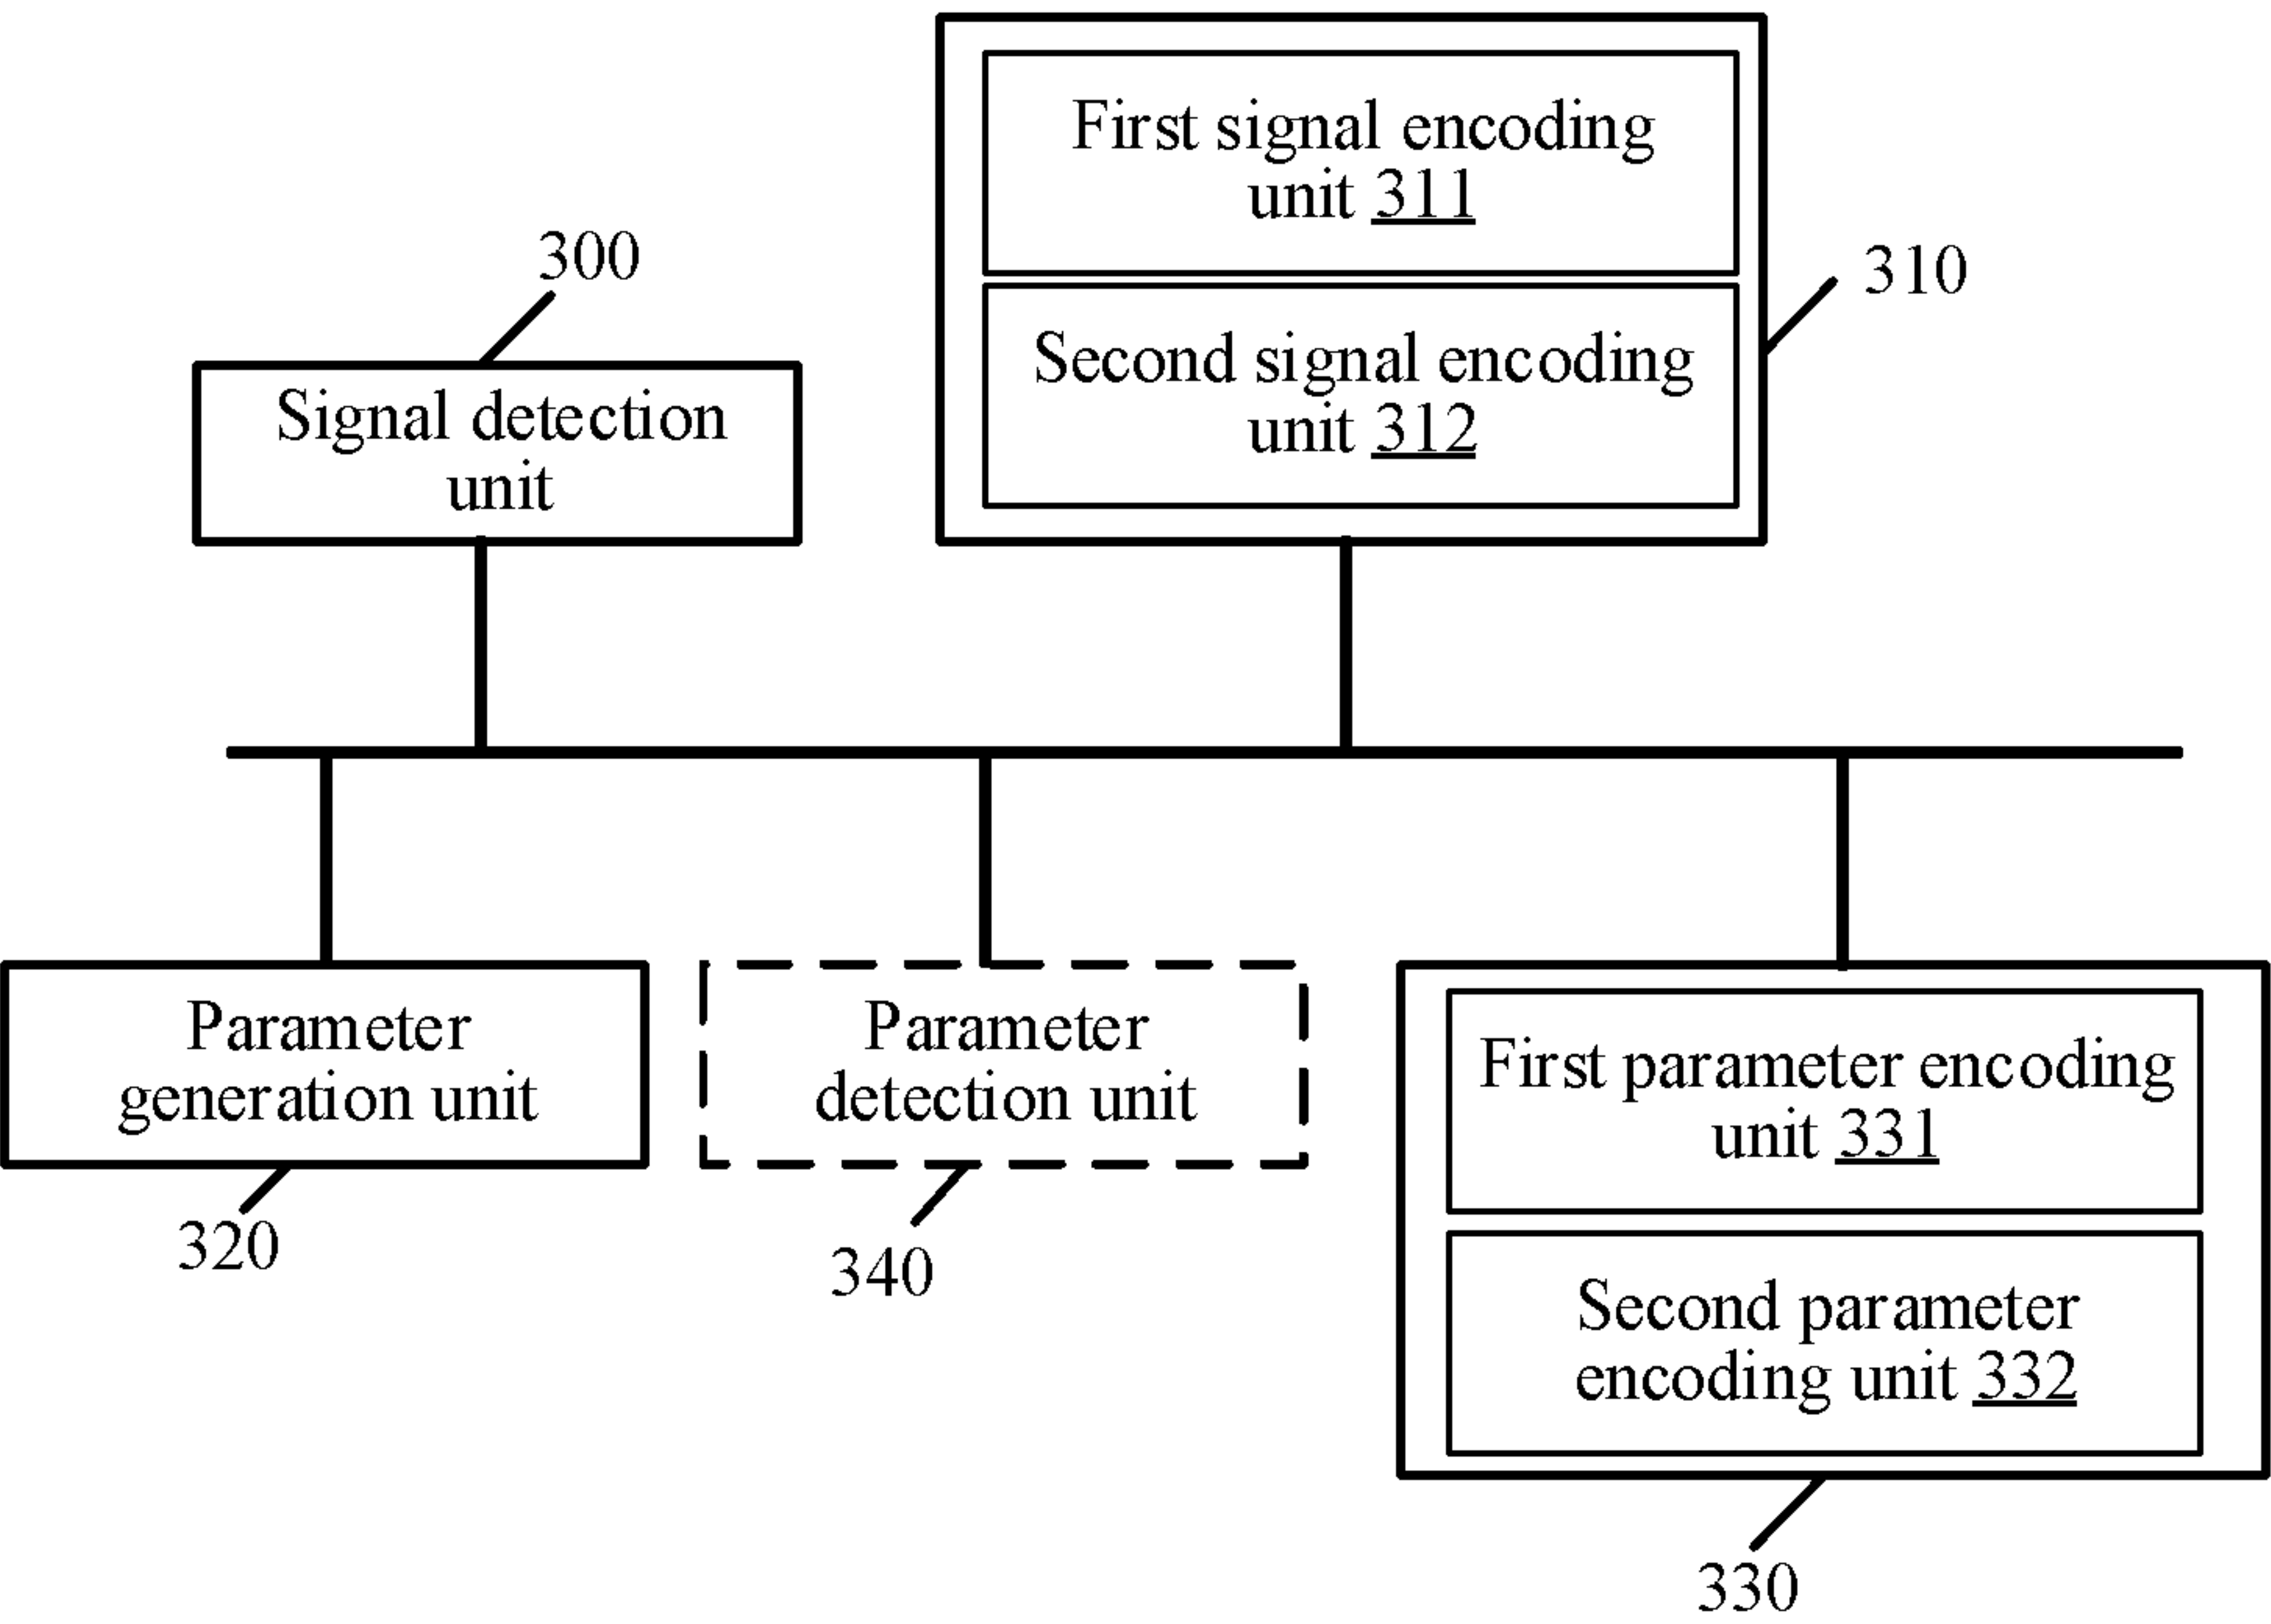 First signal encoding
unit 311
300
310
Second signal encoding
unit 312
Signal detection
unit
Parameter
generation unit
Parameter
detection unit
First parameter encoding
unit 331
320
340
Second parameter
encoding unit 332
330